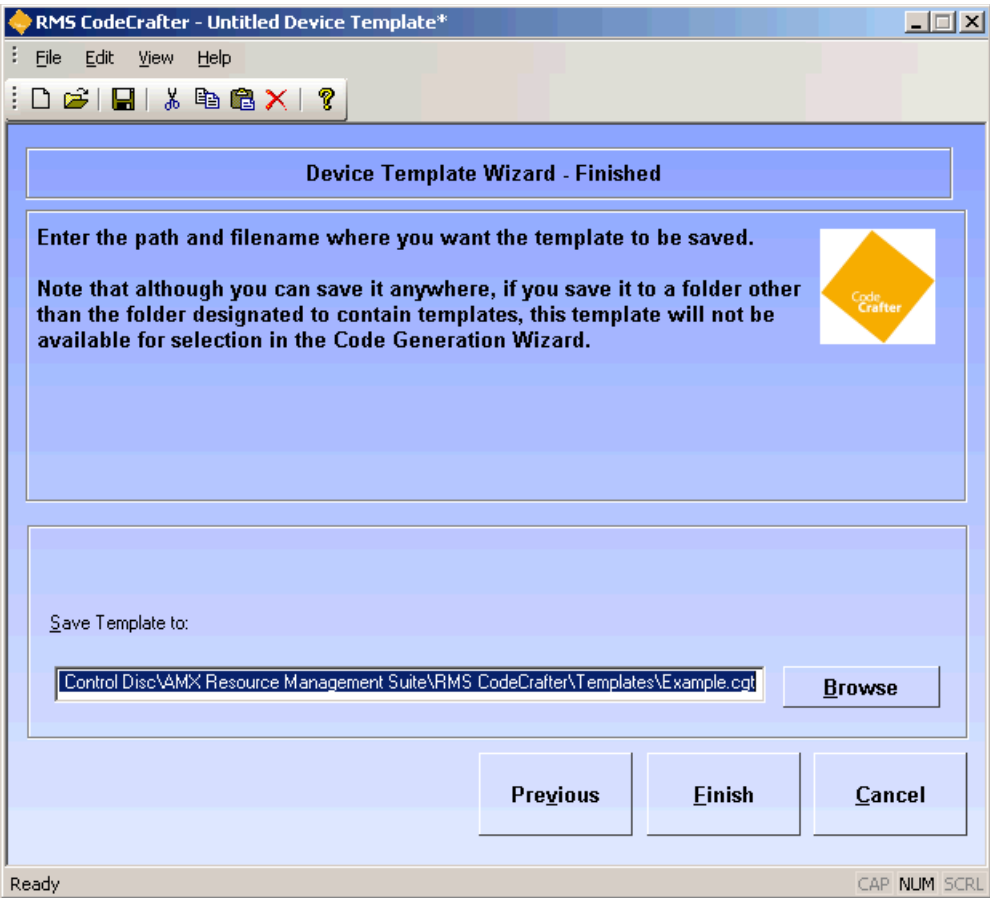 RMS CodeCrafter - Untitled Device Template*
File Edit View Help
Device Template Wizard - Finished
Enter the path and filename where you want the template to be saved.
Note that although you can save it anywhere, if you save it to a folder other
than the folder designated to contain templates, this template will not be
available for selection in the Code Generation Wizard.
Code
Crafter
Save Template to:
Control Disc\AMX Resource Management Suite\RMS CodeCrafter\Templates\Example.cgt
Browse
Previous Finish Cancel
Ready CAP NUM SCRL